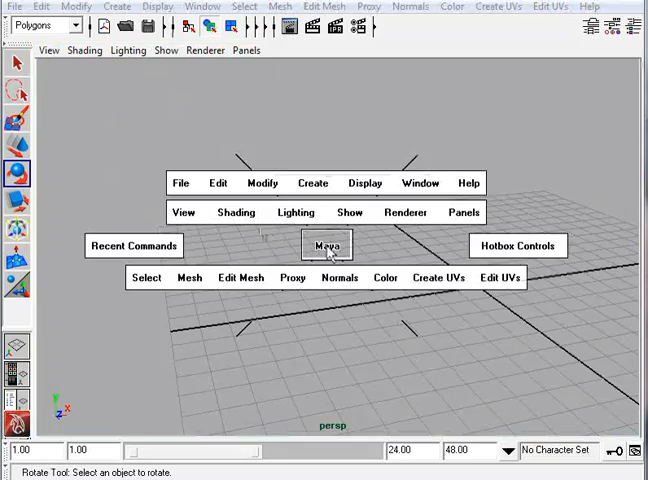 File Edit Modify Create Display Window Select Mesh Edit Mesh Proxy Normals Color Create UVs Edit UVs Help
Polygons
IPR
View Shading Lighting Show Renderer Panels
File Edit Modify Create Display Window Help
View Shading Lighting Show Renderer Panels
Recent Commands Maya Hotbox Controls
Select Mesh Edit Mesh Proxy Normals Color Create UVs Edit UVs
y
z x
persp
1.00 1.00 24.00 48.00 No Character Set
Rotate Tool: Select an object to rotate.